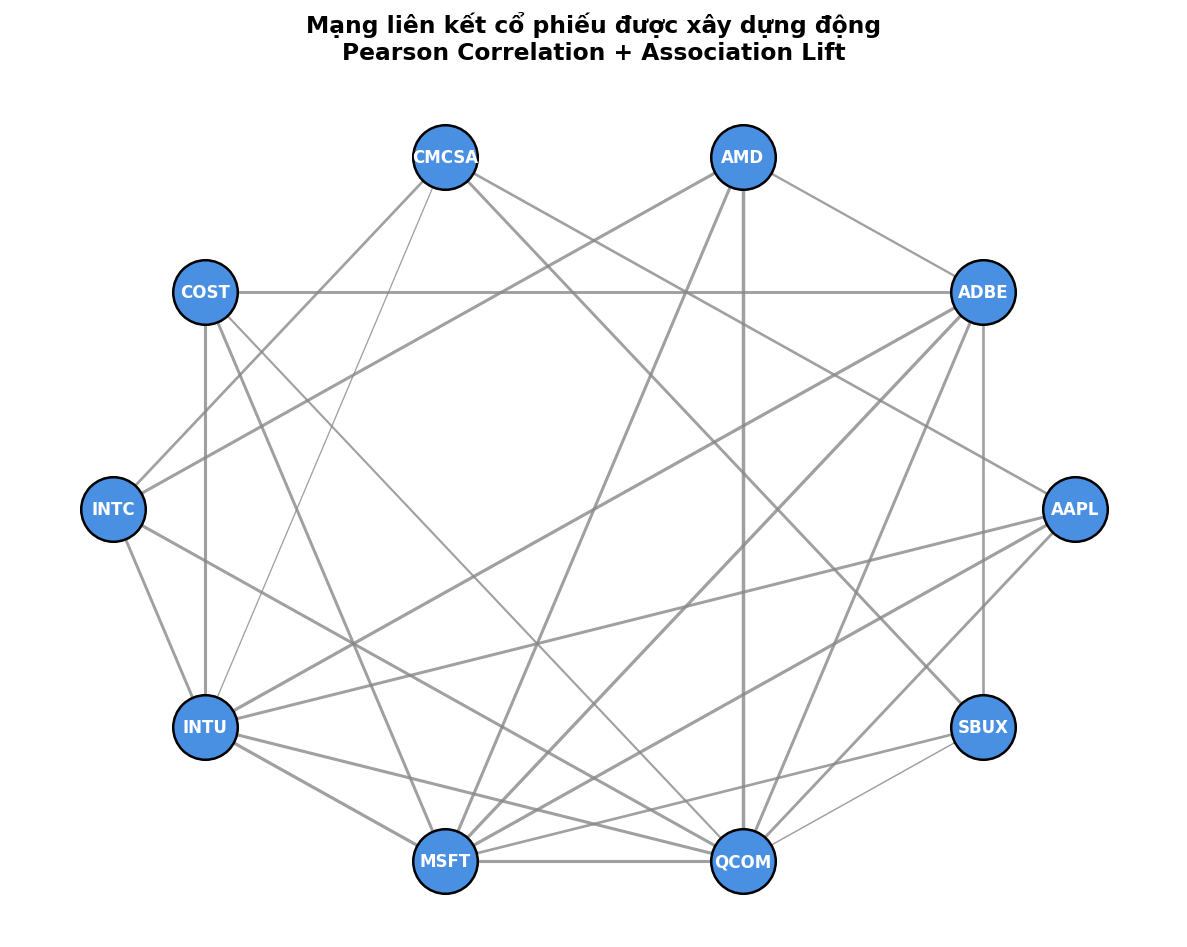 Mạng liên kết cổ phiếu được xây dựng động
Pearson Correlation + Association Lift
CMCSA
AMD
COST
ADBE
INTC
AAPL
INTU
SBUX
MSFT
QCOM